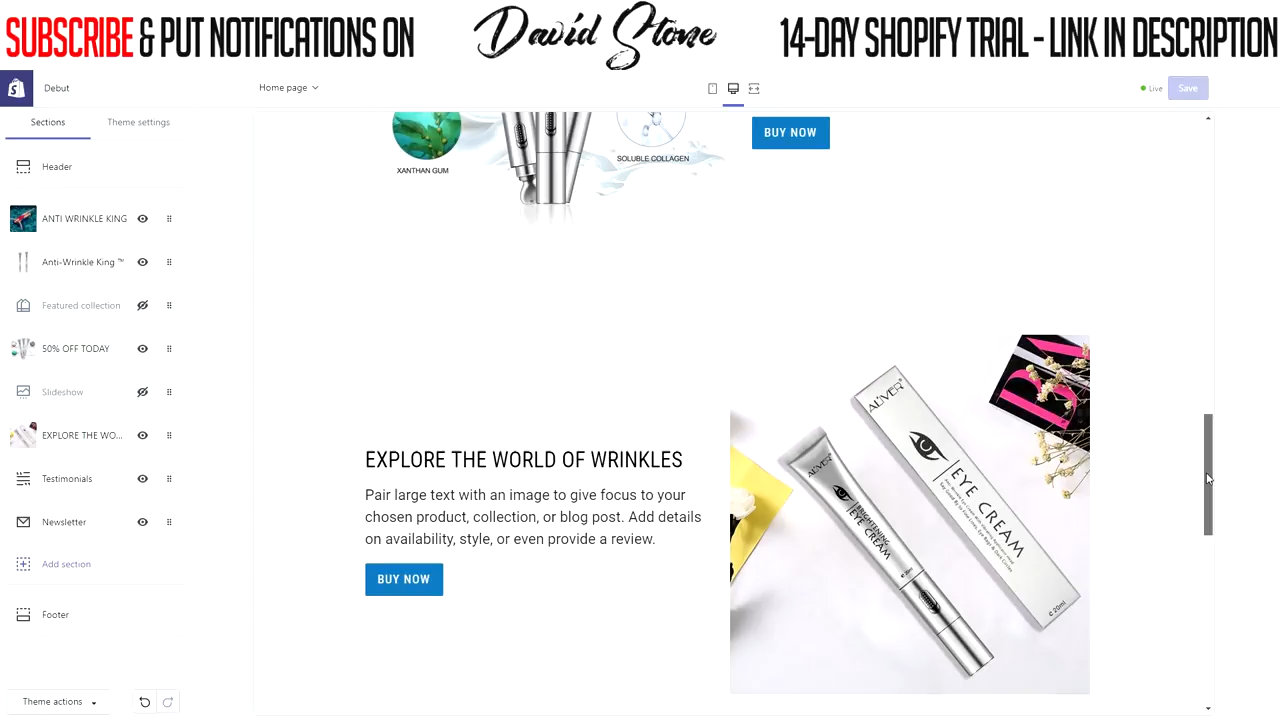 SUBSCRIBE & PUT NOTIFICATIONS ON
David Stone
14-DAY SHOPIFY TRIAL - LINK IN DESCRIPTION
Debut
Home page
Live
Save
Sections
Theme settings
Header
ANTI WRINKLE KING
Anti-Wrinkle King ™
Featured collection
50% OFF TODAY
Slideshow
EXPLORE THE WO...
Testimonials
Newsletter
Add section
Footer
Theme actions
XANTHAN GUM
SOLUBLE COLLAGEN
BUY NOW
EXPLORE THE WORLD OF WRINKLES
Pair large text with an image to give focus to your
chosen product, collection, or blog post. Add details
on availability, style, or even provide a review.
BUY NOW
ALIVER
BRIGHTENING
EYE CREAM
ALIVER®
EYE CREAM
e 20ml